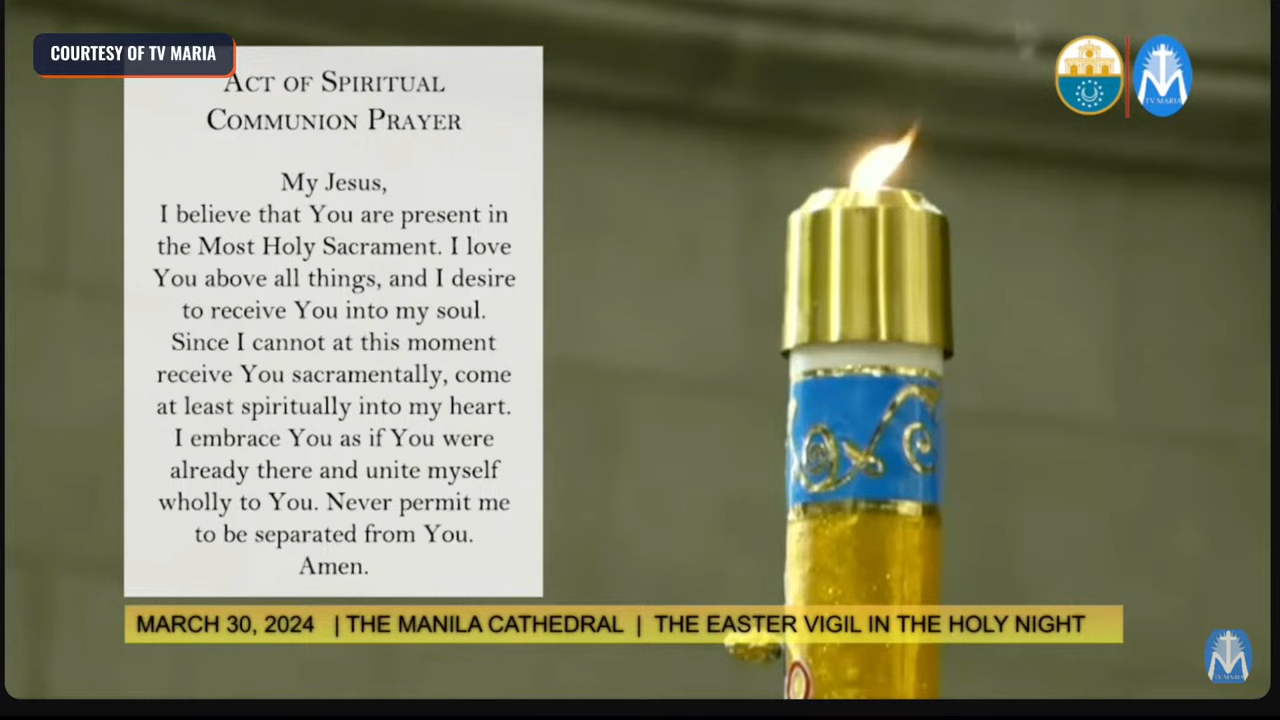 COURTESY OF TV MARIA
ACT OF SPIRITUAL
COMMUNION PRAYER
My Jesus,
I believe that You are present in
the Most Holy Sacrament. I love
You above all things, and I desire
to receive You into my soul.
Since I cannot at this moment
receive You sacramentally, come
at least spiritually into my heart.
I embrace You as if You were
already there and unite myself
wholly to You. Never permit me
to be separated from You.
Amen.
TV MARIA
MARCH 30, 2024 | THE MANILA CATHEDRAL | THE EASTER VIGIL IN THE HOLY NIGHT
TV MARIA